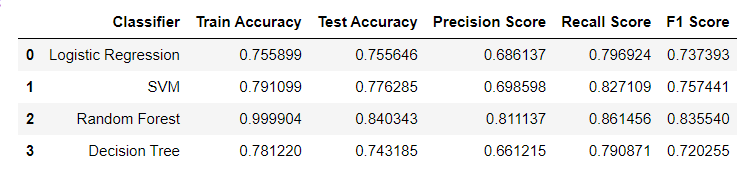 Classifier Train Accuracy Test Accuracy Precision Score Recall Score F1 Score
0 Logistic Regression 0.755899 0.755646 0.686137 0.796924 0.737393
1 SVM 0.791099 0.776285 0.698598 0.827109 0.757441
2 Random Forest 0.999904 0.840343 0.811137 0.861456 0.835540
3 Decision Tree 0.781220 0.743185 0.661215 0.790871 0.720255